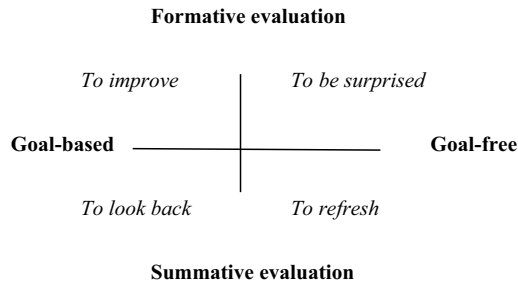 Formative evaluation
To improve To be surprised
Goal-based Goal-free
To look back To refresh
Summative evaluation